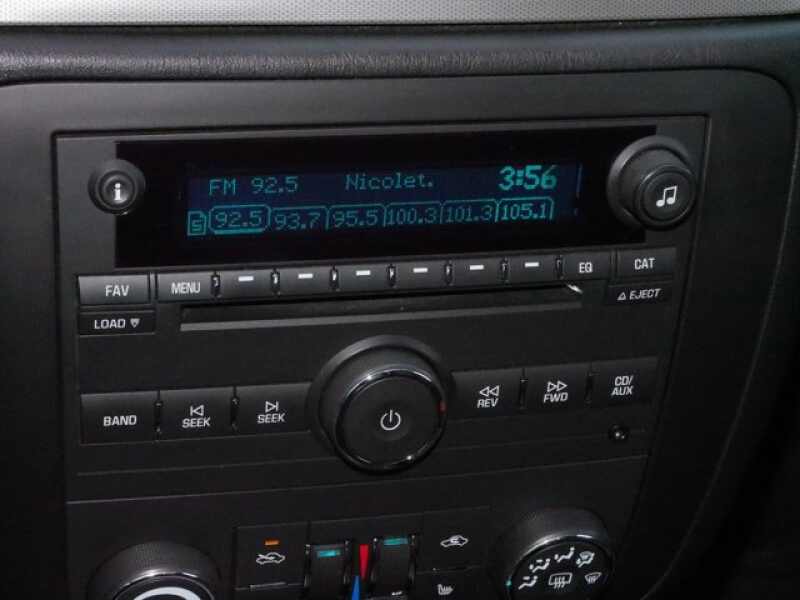 FM 92.5 Nicolet. 3:56
i
5 92.5 93.7 95.5 100.3 101.3 105.1
FAV MENU EQ CAT
LOAD EJECT
BAND SEEK SEEK REV FWD CD/
AUX